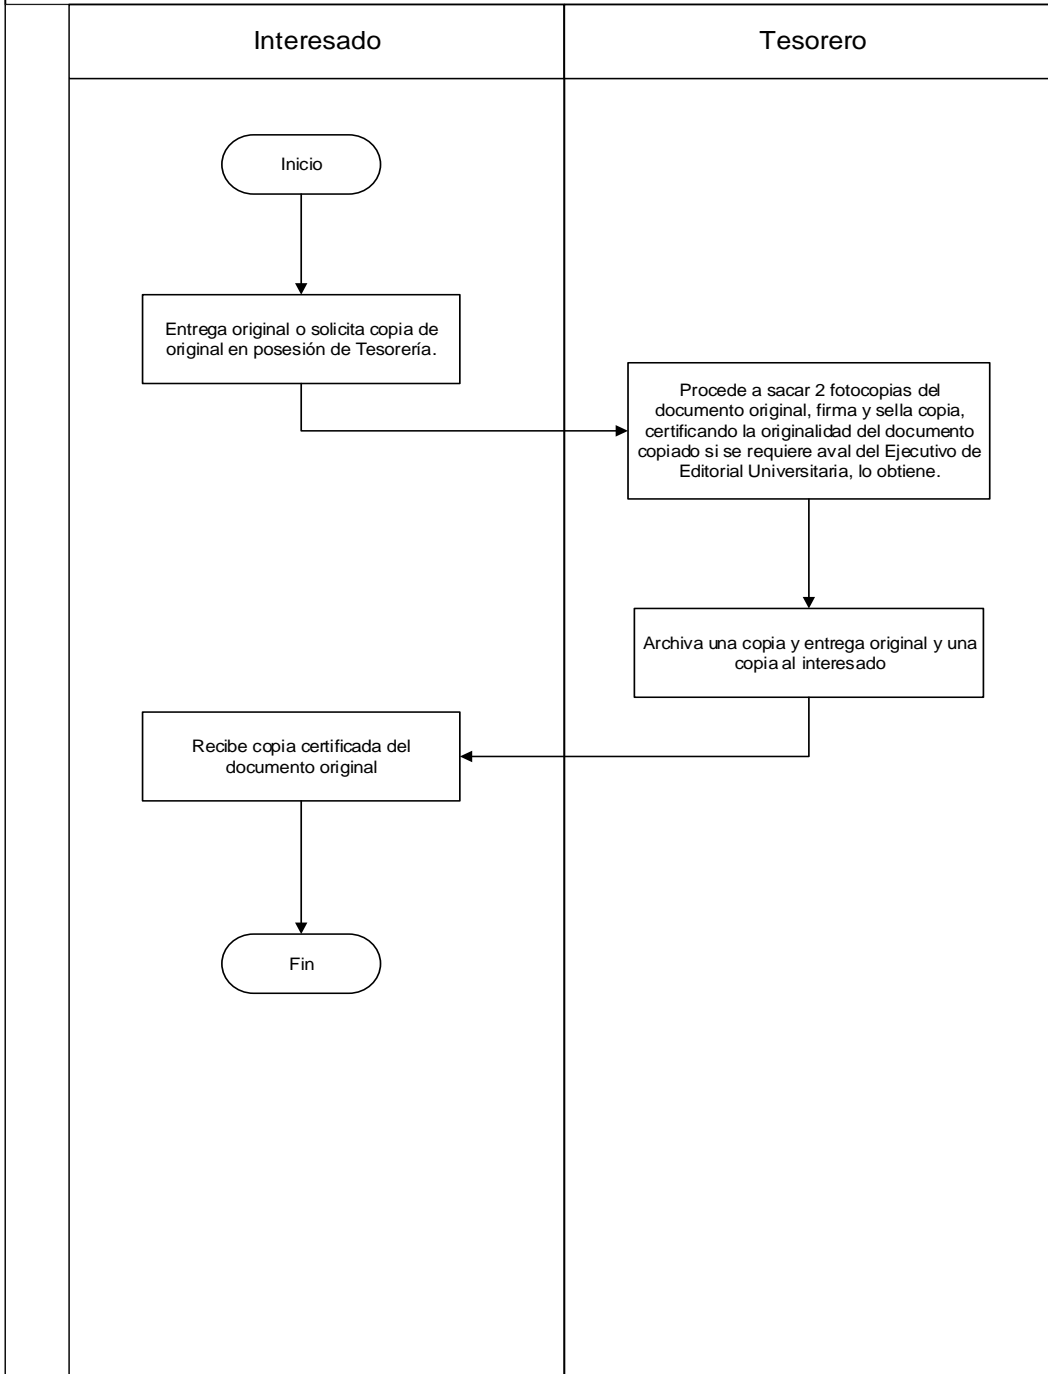 Interesado
Tesorero
Inicio
Entrega original o solicita copia de
original en posesión de Tesorería.
Procede a sacar 2 fotocopias del
documento original, firma y sella copia,
certificando la originalidad del documento
copiado si se requiere aval del Ejecutivo de
Editorial Universitaria, lo obtiene.
Archiva una copia y entrega original y una
copia al interesado
Recibe copia certificada del
documento original
Fin